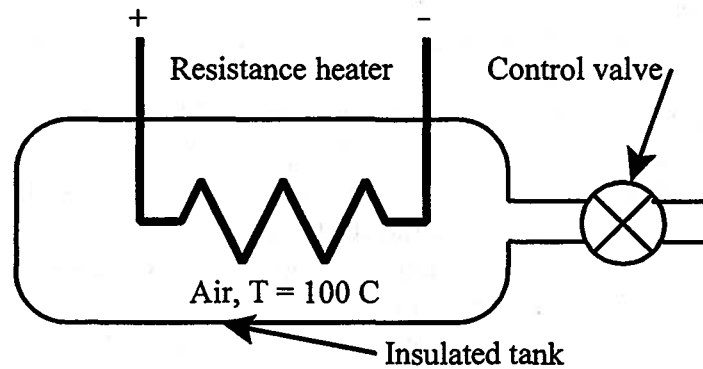 + -
Resistance heater
Control valve
Air, T = 100 C
Insulated tank